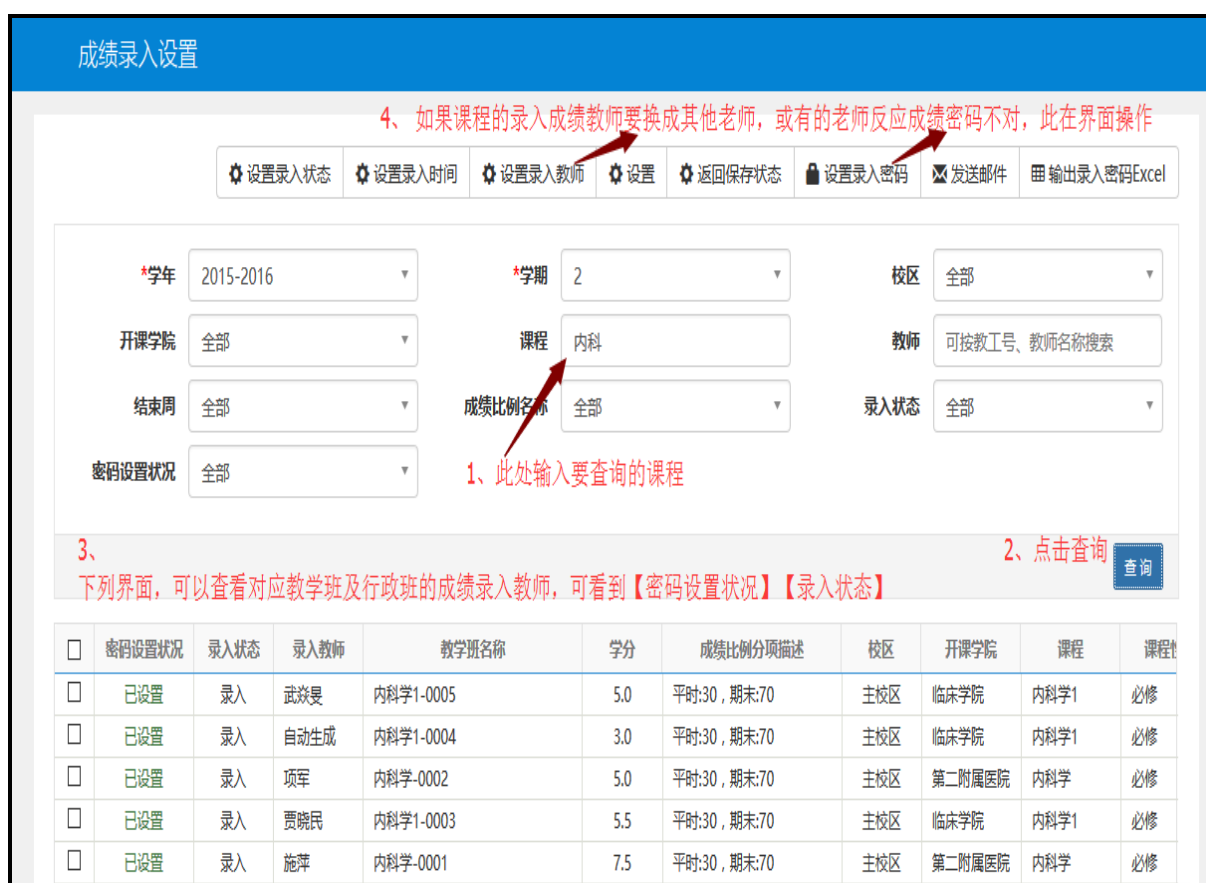 成绩录入设置
4、 如果课程的录入成绩教师要换成其他老师，或有的老师反应成绩密码不对，此在界面操作
设置录入状态 设置录入时间 设置录入教师 设置 返回保存状态 设置录入密码 发送邮件 输出录入密码Excel
*学年 2015-2016 *学期 2 校区 全部
开课学院 全部 课程 内科 教师 可按教工号、教师名称搜索
结束周 全部 成绩比例名称 全部 录入状态 全部
密码设置状况 全部
1、此处输入要查询的课程
3、
2、点击查询 查询
下列界面，可以查看对应教学班及行政班的成绩录入教师，可看到【密码设置状况】【录入状态】
密码设置状况 录入状态 录入教师 教学班名称 学分 成绩比例分项描述 校区 开课学院 课程 课程
已设置 录入 武焱旻 内科学1-0005 5.0 平时:30，期末:70 主校区 临床学院 内科学1 必修
已设置 录入 自动生成 内科学1-0004 3.0 平时:30，期末:70 主校区 临床学院 内科学1 必修
已设置 录入 项军 内科学-0002 5.0 平时:30，期末:70 主校区 第二附属医院 内科学 必修
已设置 录入 贾晓民 内科学1-0003 5.5 平时:30，期末:70 主校区 临床学院 内科学1 必修
已设置 录入 施萍 内科学-0001 7.5 平时:30，期末:70 主校区 第二附属医院 内科学 必修